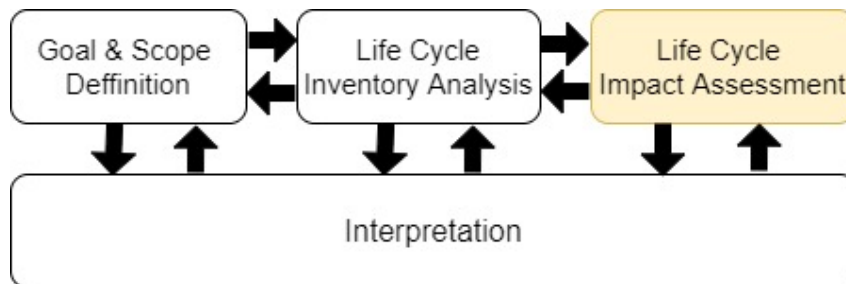 Goal & Scope
Deffinition
Life Cycle
Inventory Analysis
Life Cycle
Impact Assessment
Interpretation